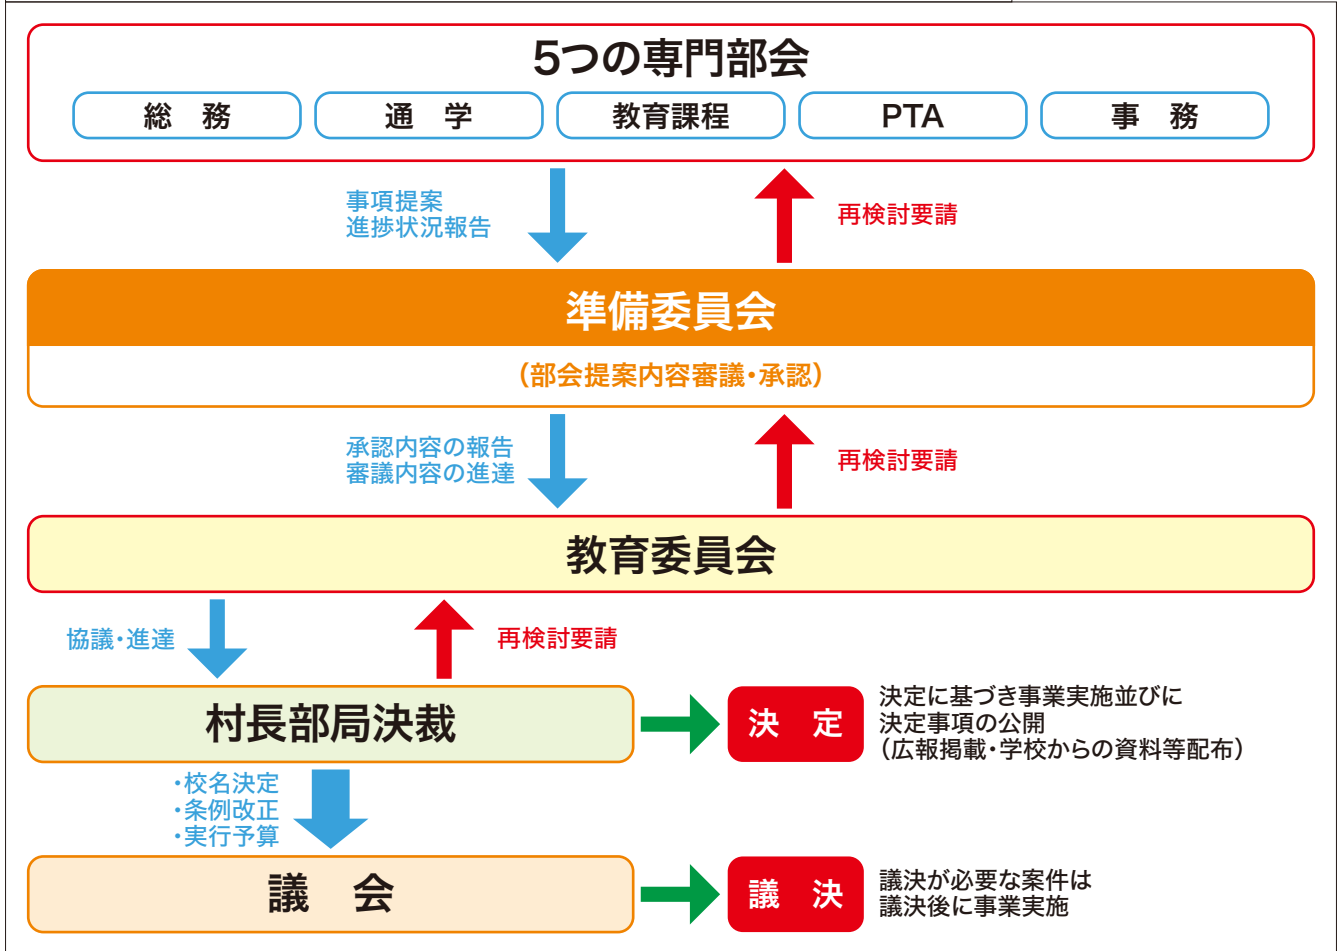 5つの専門部会
総　務
通　学
教育課程
PTA
事　務
事項提案
進捗状況報告
再検討要請
準備委員会
（部会提案内容審議・承認）
承認内容の報告
審議内容の進達
再検討要請
教育委員会
協議・進達
再検討要請
村長部局決裁
決　定
決定に基づき事業実施並びに
決定事項の公開
（広報掲載・学校からの資料等配布）
・校名決定
・条例改正
・実行予算
議　会
議　決
議決が必要な案件は
議決後に事業実施